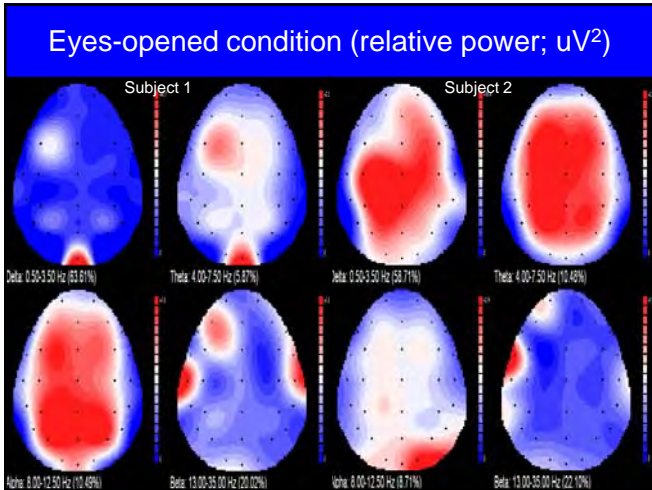 Eyes-opened condition (relative power; uV²)
Subject 1
Subject 2
Delta: 0.50-3.50 Hz (63.61%)
Theta: 4.00-7.50 Hz (5.87%)
Delta: 0.50-3.50 Hz (58.71%)
Theta: 4.00-7.50 Hz (10.48%)
Alpha: 8.00-12.50 Hz (10.49%)
Beta: 13.00-35.00 Hz (20.02%)
Alpha: 8.00-12.50 Hz (8.71%)
Beta: 13.00-35.00 Hz (22.10%)